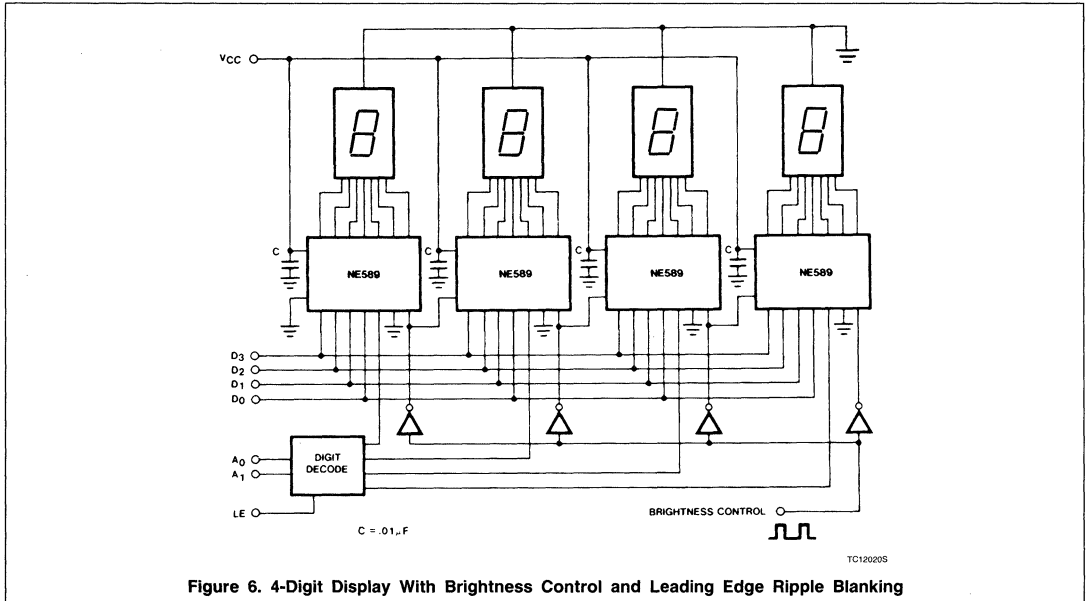 VCC
C
C
C
C
NE589
NE589
NE589
NE589
D3
D2
D1
D0
A0
A1
DIGIT
DECODE
LE
BRIGHTNESS CONTROL
C = .01μF
TC12020S
Figure 6. 4-Digit Display With Brightness Control and Leading Edge Ripple Blanking